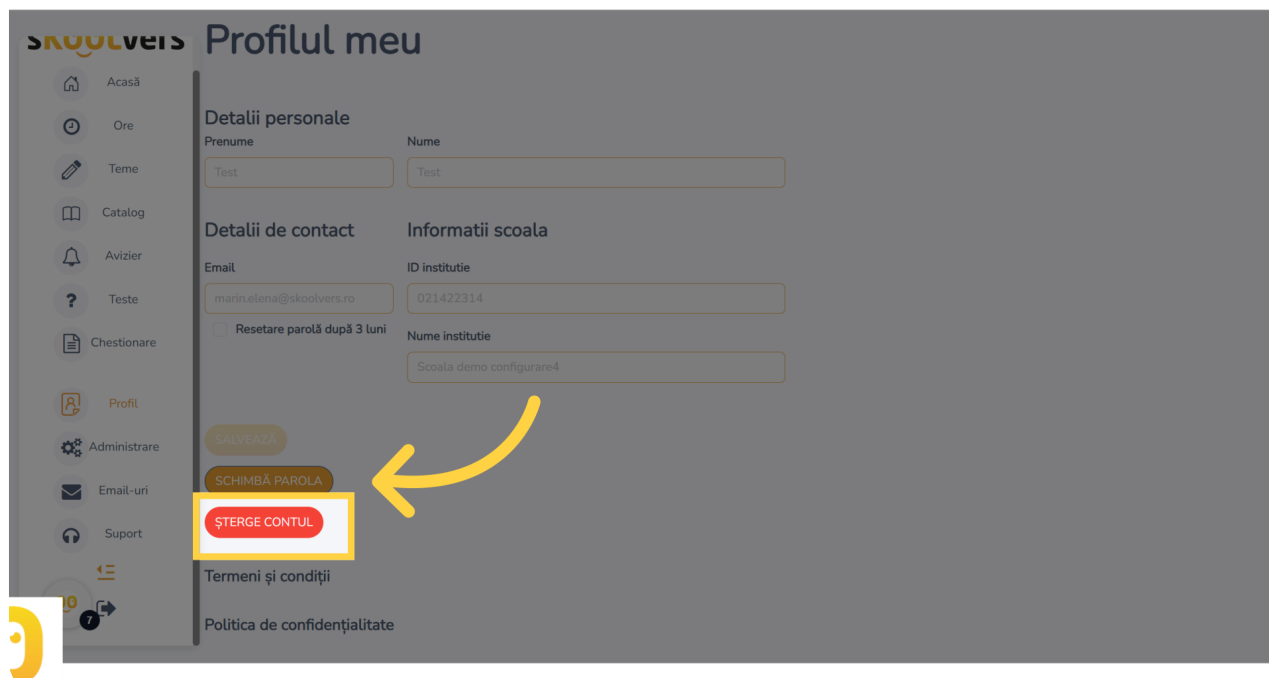 skoolvers
Profilul meu
Acasă
Ore
Teme
Catalog
Avizier
Teste
Chestionare
Profil
Administrare
Email-uri
Suport
7
Detalii personale
Prenume
Nume
Test
Test
Detalii de contact
Informatii scoala
Email
ID institutie
marin.elena@skoolvers.ro
021422314
Resetare parolă după 3 luni
Nume institutie
Scoala demo configurare4
SALVEAZĂ
SCHIMBĂ PAROLA
ȘTERGE CONTUL
Termeni și condiții
Politica de confidențialitate